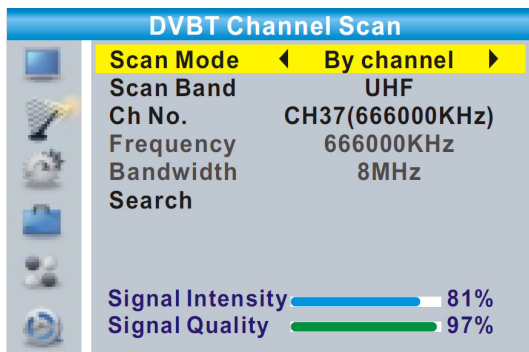 DVBT Channel Scan
Scan Mode By channel
Scan Band UHF
Ch No. CH37(666000KHz)
Frequency 666000KHz
Bandwidth 8MHz
Search
Signal Intensity 81%
Signal Quality 97%